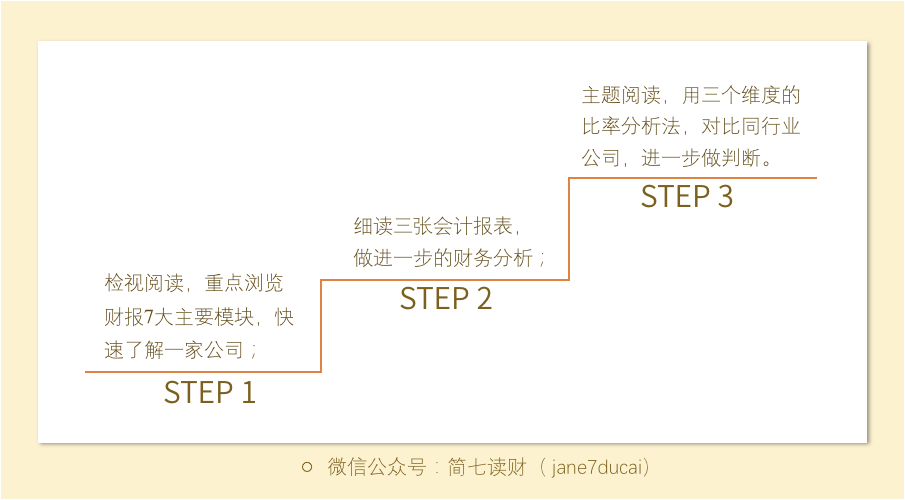 主题阅读，用三个维度的
比率分析法，对比同行业
公司，进一步做判断。
STEP 3
细读三张会计报表，
做进一步的财务分析；
STEP 2
检视阅读，重点浏览
财报7大主要模块，快
速了解一家公司；
STEP 1
微信公众号：简七读财（jane7ducai）